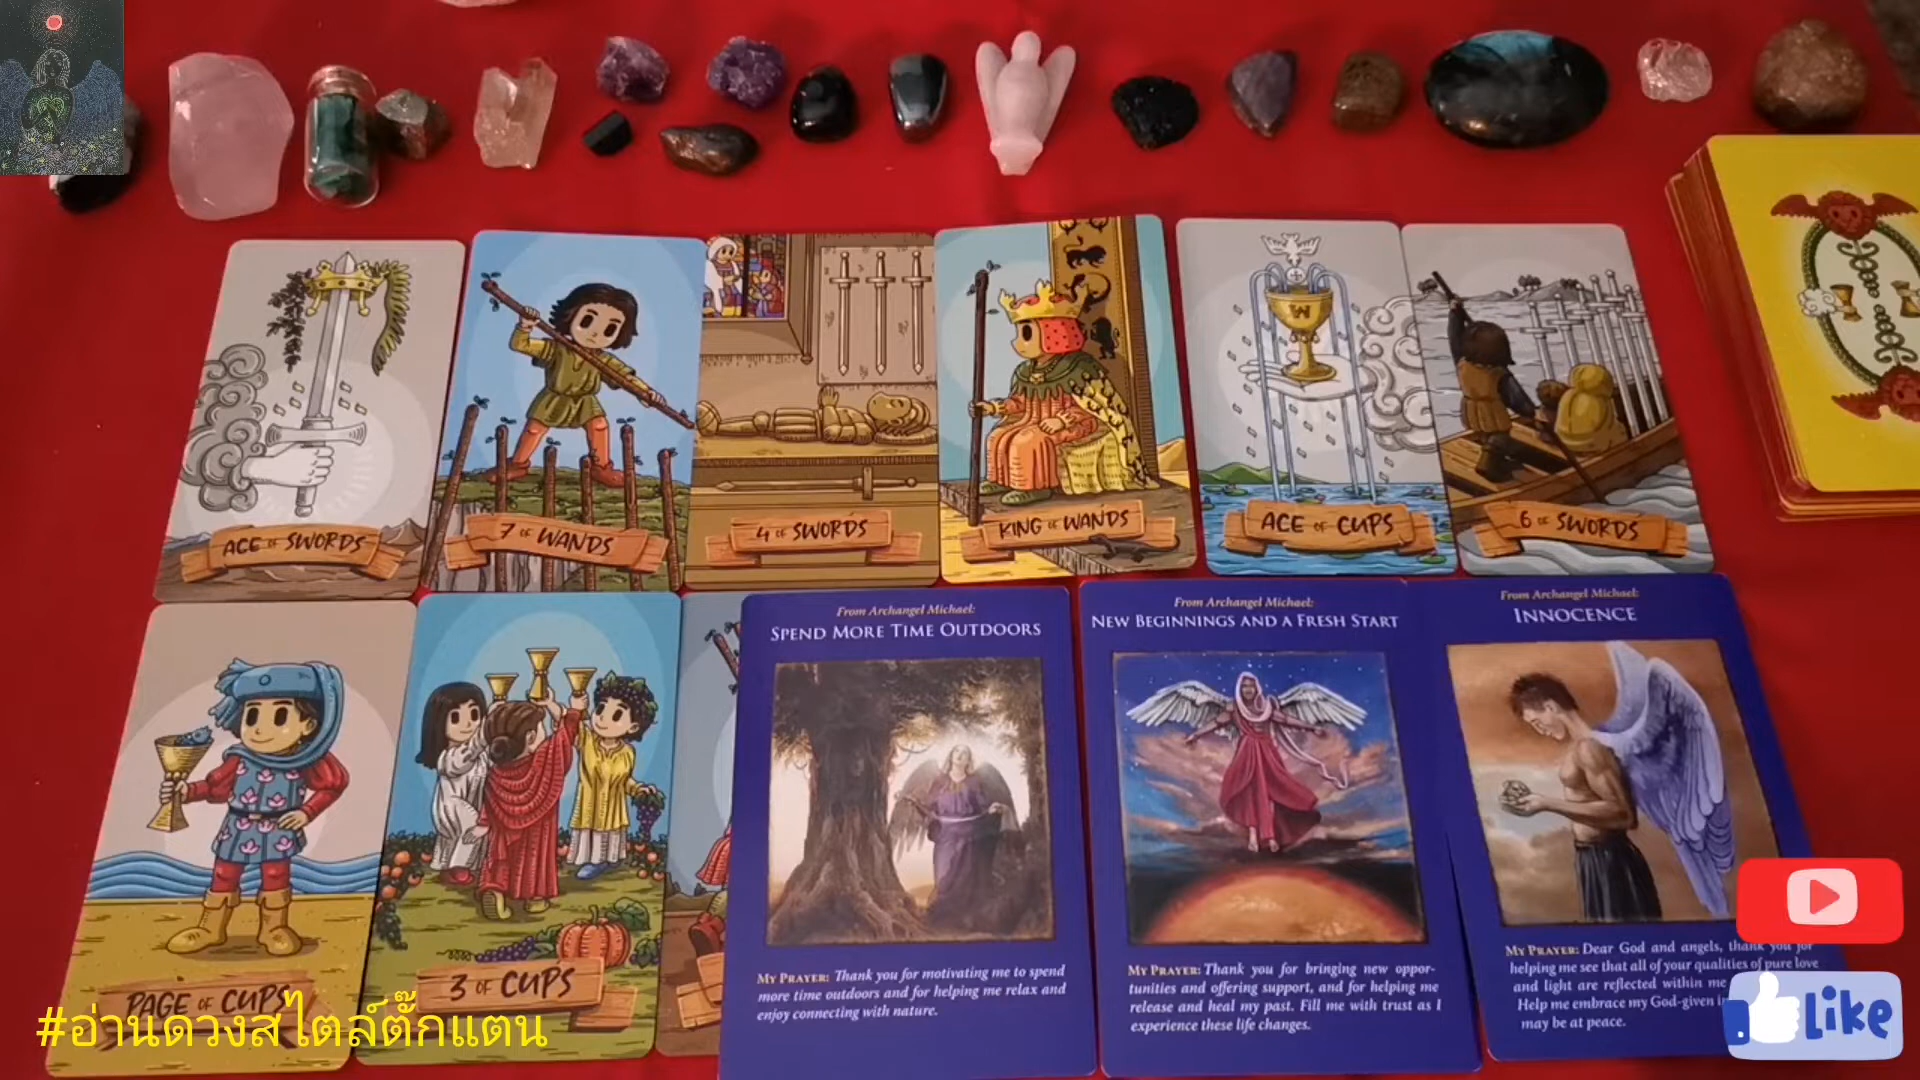 ACE OF SWORDS
7 OF WANDS
4 OF SWORDS
KING OF WANDS
W
ACE OF CUPS
6 OF SWORDS
PAGE OF CUPS
3 OF CUPS
From Archangel Michael:
SPEND MORE TIME OUTDOORS
MY PRAYER: Thank you for motivating me to spend
more time outdoors and for helping me relax and
enjoy connecting with nature.
From Archangel Michael:
NEW BEGINNINGS AND A FRESH START
MY PRAYER: Thank you for bringing new oppor-
tunities and offering support, and for helping me
release and heal my past. Fill me with trust as I
experience these life changes.
From Archangel Michael:
INNOCENCE
MY PRAYER: Dear God and angels, thank you for
helping me see that all of your qualities of pure love
and light are reflected within me
Help me embrace my God-given
may be at peace.
#อ่านดวงสไตล์ตั๊กแตน
Like